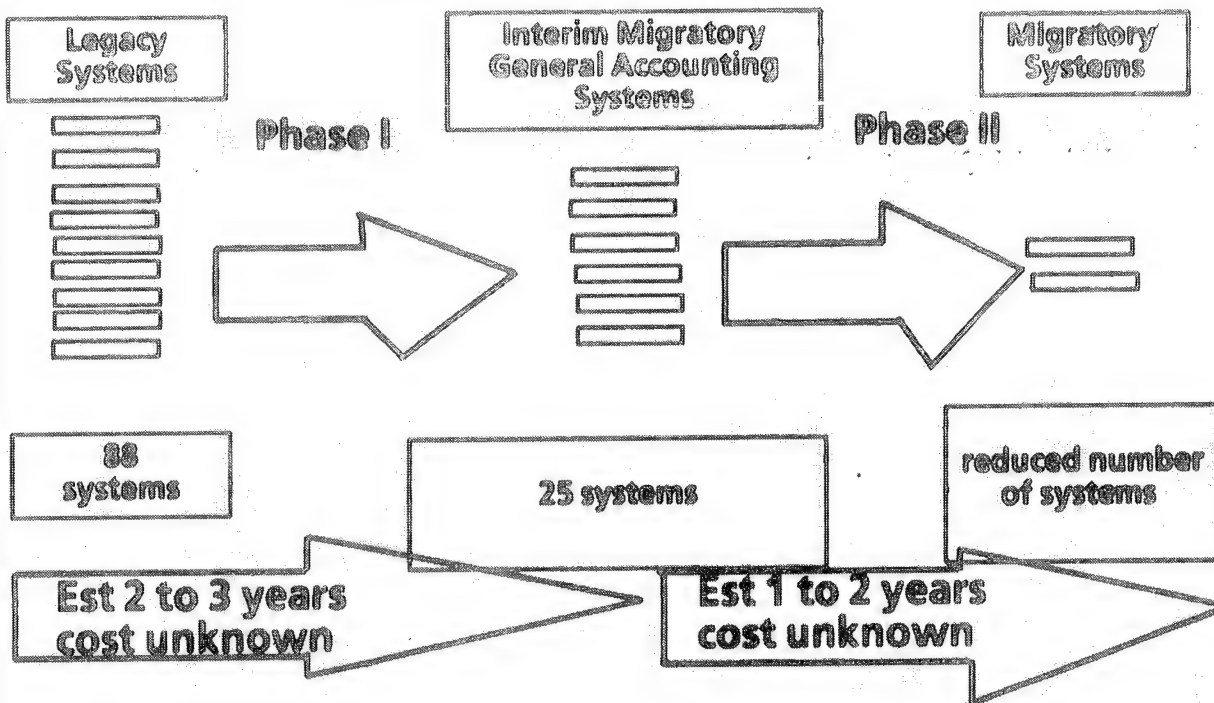 Legacy
Systems
Interim Migratory
General Accounting
Systems
Migratory
Systems
Phase I
Phase II
88
systems
25 systems
reduced number
of systems
Est 2 to 3 years
cost unknown
Est 1 to 2 years
cost unknown